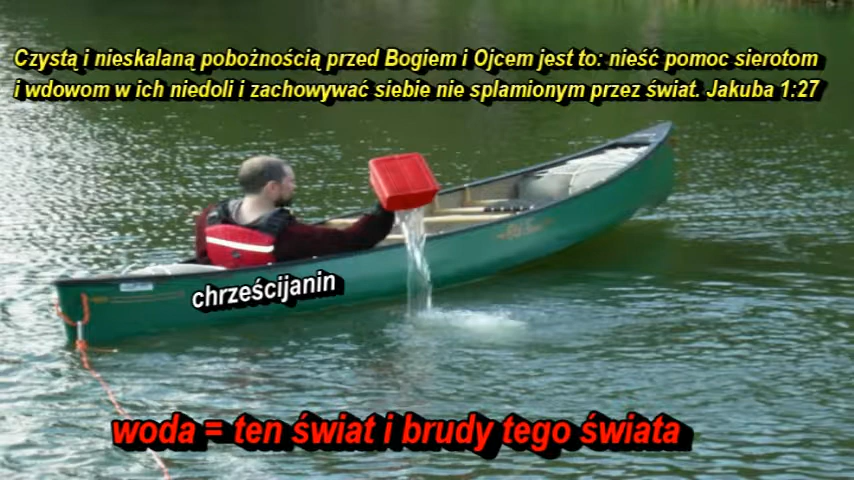 Czystą i nieskalaną pobożnością przed Bogiem i Ojcem jest to: nieść pomoc sierotom
i wdowom w ich niedoli i zachowywać siebie nie splamionym przez świat. Jakuba 1:27
chrześcijanin
woda = ten świat i brudy tego świata